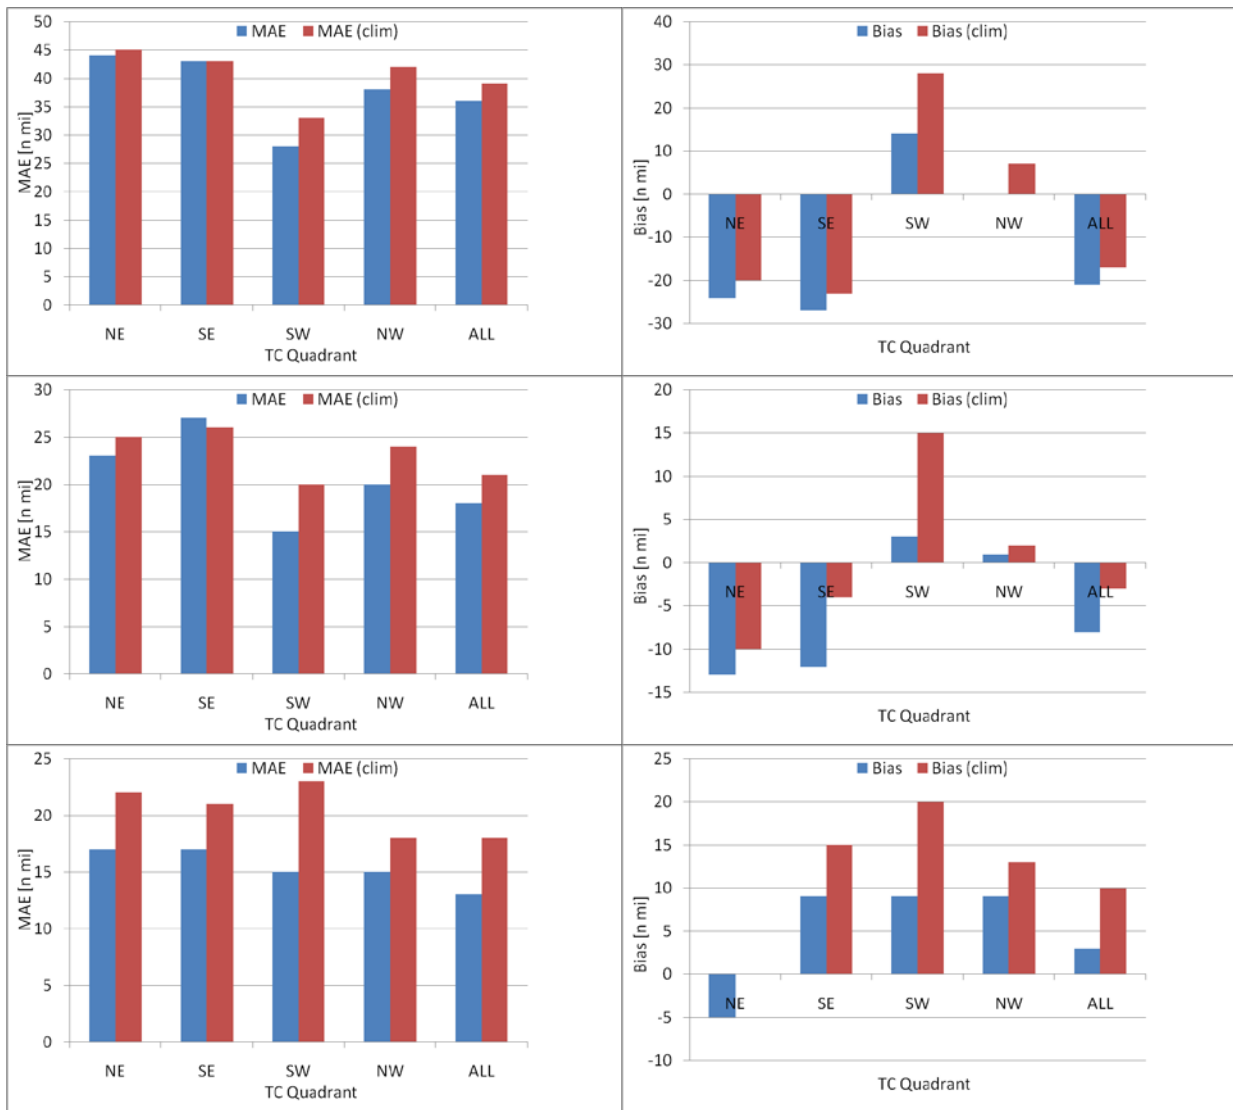 MAE MAE (clim)
50
45
40
35
30
25
20
15
10
5
0
MAE [n mi]
NE SE SW NW ALL
TC Quadrant
Bias Bias (clim)
40
30
20
10
0
-10
-20
-30
Bias [n mi]
NE SE SW NW ALL
TC Quadrant
MAE MAE (clim)
30
25
20
15
10
5
0
MAE [n mi]
NE SE SW NW ALL
TC Quadrant
Bias Bias (clim)
20
15
10
5
0
-5
-10
-15
Bias [n mi]
NE SE SW NW ALL
TC Quadrant
MAE MAE (clim)
25
20
15
10
5
0
MAE [n mi]
NE SE SW NW ALL
TC Quadrant
Bias Bias (clim)
25
20
15
10
5
0
-5
-10
Bias [n mi]
NE SE SW NW ALL
TC Quadrant